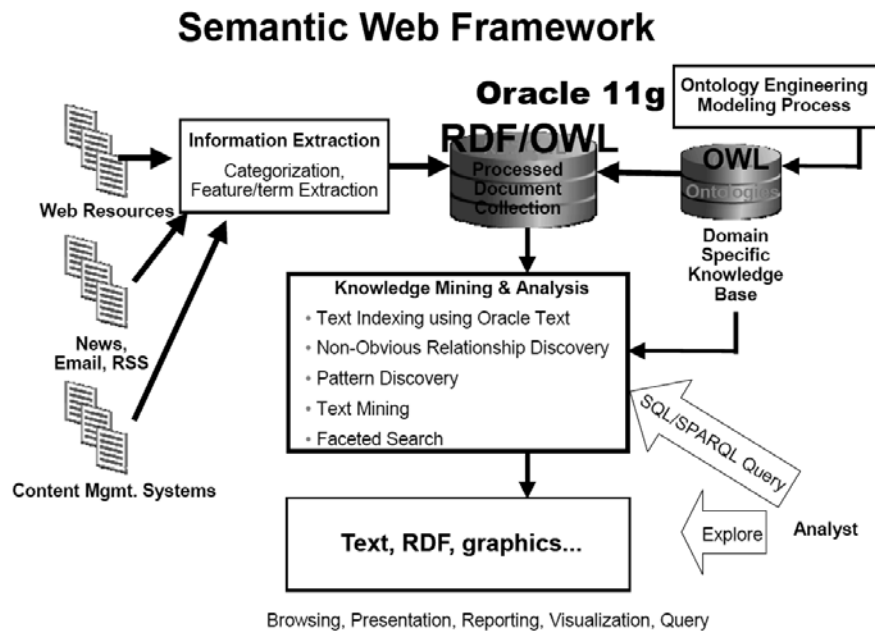 Semantic Web Framework
Oracle 11g
Ontology Engineering
Modeling Process
Information Extraction
Categorization,
Feature/term Extraction
RDF/OWL
Processed
Document
Collection
OWL
Ontologies
Web Resources
Domain
Specific
Knowledge
Base
News,
Email, RSS
Knowledge Mining & Analysis
• Text Indexing using Oracle Text
• Non-Obvious Relationship Discovery
• Pattern Discovery
• Text Mining
• Faceted Search
SQL/SPARQL Query
Content Mgmt. Systems
Text, RDF, graphics...
Explore
Analyst
Browsing, Presentation, Reporting, Visualization, Query